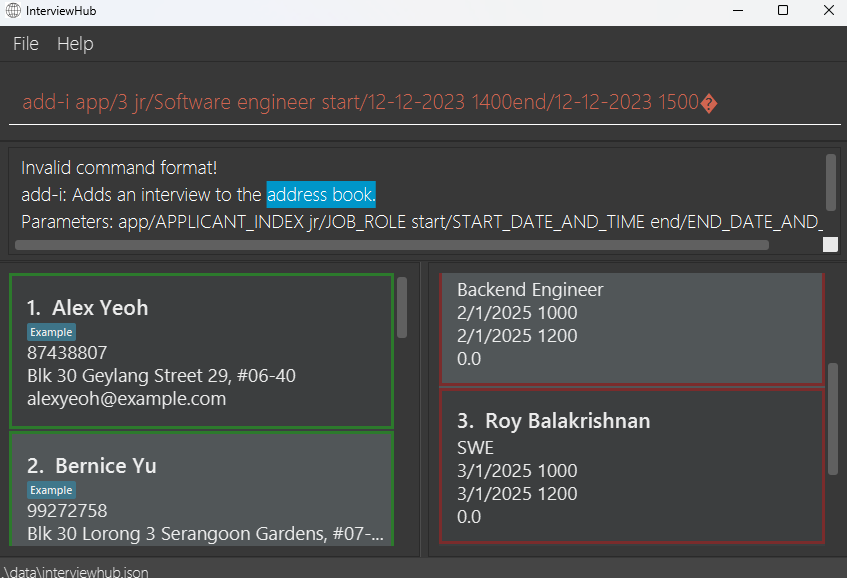 InterviewHub
File Help
add-i app/3 jr/Software engineer start/12-12-2023 1400end/12-12-2023 1500�
Invalid command format!
add-i: Adds an interview to the address book.
Parameters: app/APPLICANT_INDEX jr/JOB_ROLE start/START_DATE_AND_TIME end/END_DATE_AND_
1. Alex Yeoh
Example
87438807
Blk 30 Geylang Street 29, #06-40
alexyeoh@example.com
2. Bernice Yu
Example
99272758
Blk 30 Lorong 3 Serangoon Gardens, #07-...
Backend Engineer
2/1/2025 1000
2/1/2025 1200
0.0
3. Roy Balakrishnan
SWE
3/1/2025 1000
3/1/2025 1200
0.0
.\data\interviewhub.json